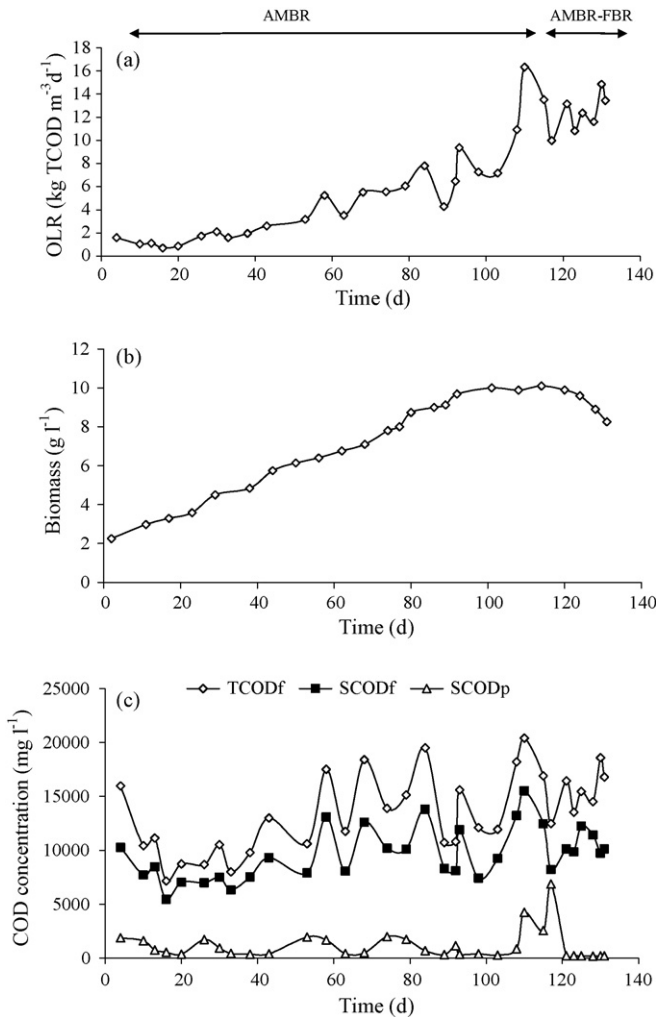 AMBR AMBR-FBR
(a)
OLR (kg TCOD m⁻³d⁻¹)
18
16
14
12
10
8
6
4
2
0
0 20 40 60 80 100 120 140
Time (d)
(b)
Biomass (g l⁻¹)
12
10
8
6
4
2
0
0 20 40 60 80 100 120 140
Time (d)
(c)
TCODf SCODf SCODp
COD concentration (mg l⁻¹)
25000
20000
15000
10000
5000
0
0 20 40 60 80 100 120 140
Time (d)